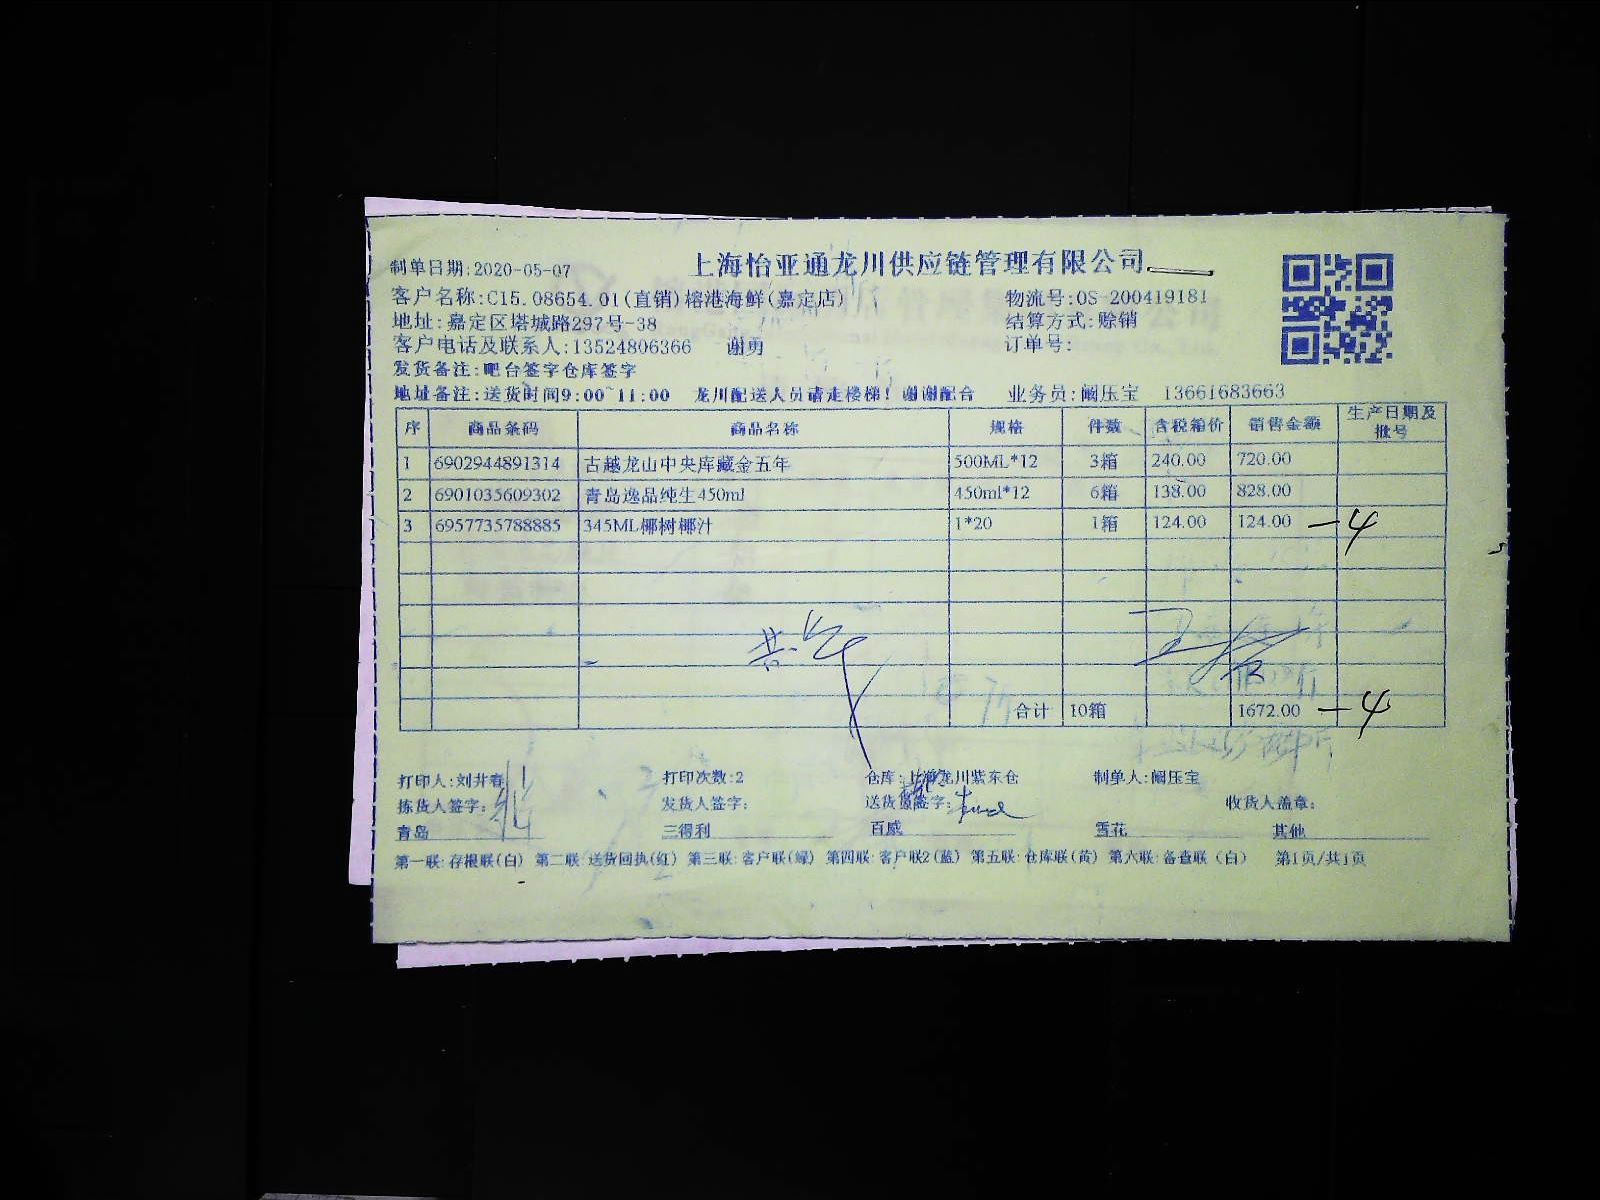 上海怡亚通龙川供应链管理有限公司
制单日期:2020-05-07
客户名称:C15.08654.01(直销)榕港海鲜(嘉定店) 物流号:OS-200419181
地址:嘉定区塔城路297号-38 结算方式:赊销
客户电话及联系人:13524806366 谢勇 订单号:
发货备注:吧台签字仓库签字
地址备注:送货时间9:00~11:00 龙川配送人员请走楼梯!谢谢配合 业务员:阚压宝 13661683663
序 商品条码 商品名称 规格 件数 含税箱价 销售金额 生产日期及批号
1 6902944891314 古越龙山中央库藏金五年 500ML*12 3箱 240.00 720.00
2 6901035609302 青岛逸品纯生450ml 450ml*12 6箱 138.00 828.00
3 6957735788885 345ML椰树椰汁 1*20 1箱 124.00 124.00 -4
合计 10箱 1672.00 -4
打印人:刘井春 打印次数:2 仓库:上海龙川紫东仓 制单人:阚压宝
拣货人签字: 发货人签字: 送货员签字: 收货人盖章:
青岛 三得利 百威 雪花 其他
第一联:存根联(白) 第二联:送货回执(红) 第三联:客户联(绿) 第四联:客户联2(蓝) 第五联:仓库联(黄) 第六联:备查联(白) 第1页/共1页